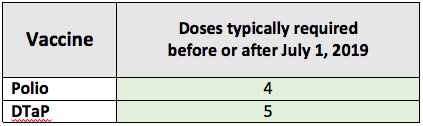 Vaccine
Doses typically required
before or after July 1, 2019
Polio
4
DTaP
5